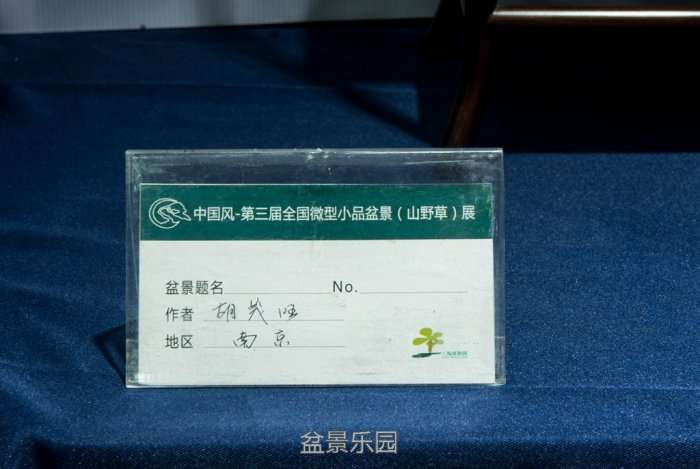 中国风-第三届全国微型小品盆景（山野草）展
盆景题名 No.
作者 胡茂旺
地区 南京
盆景乐园